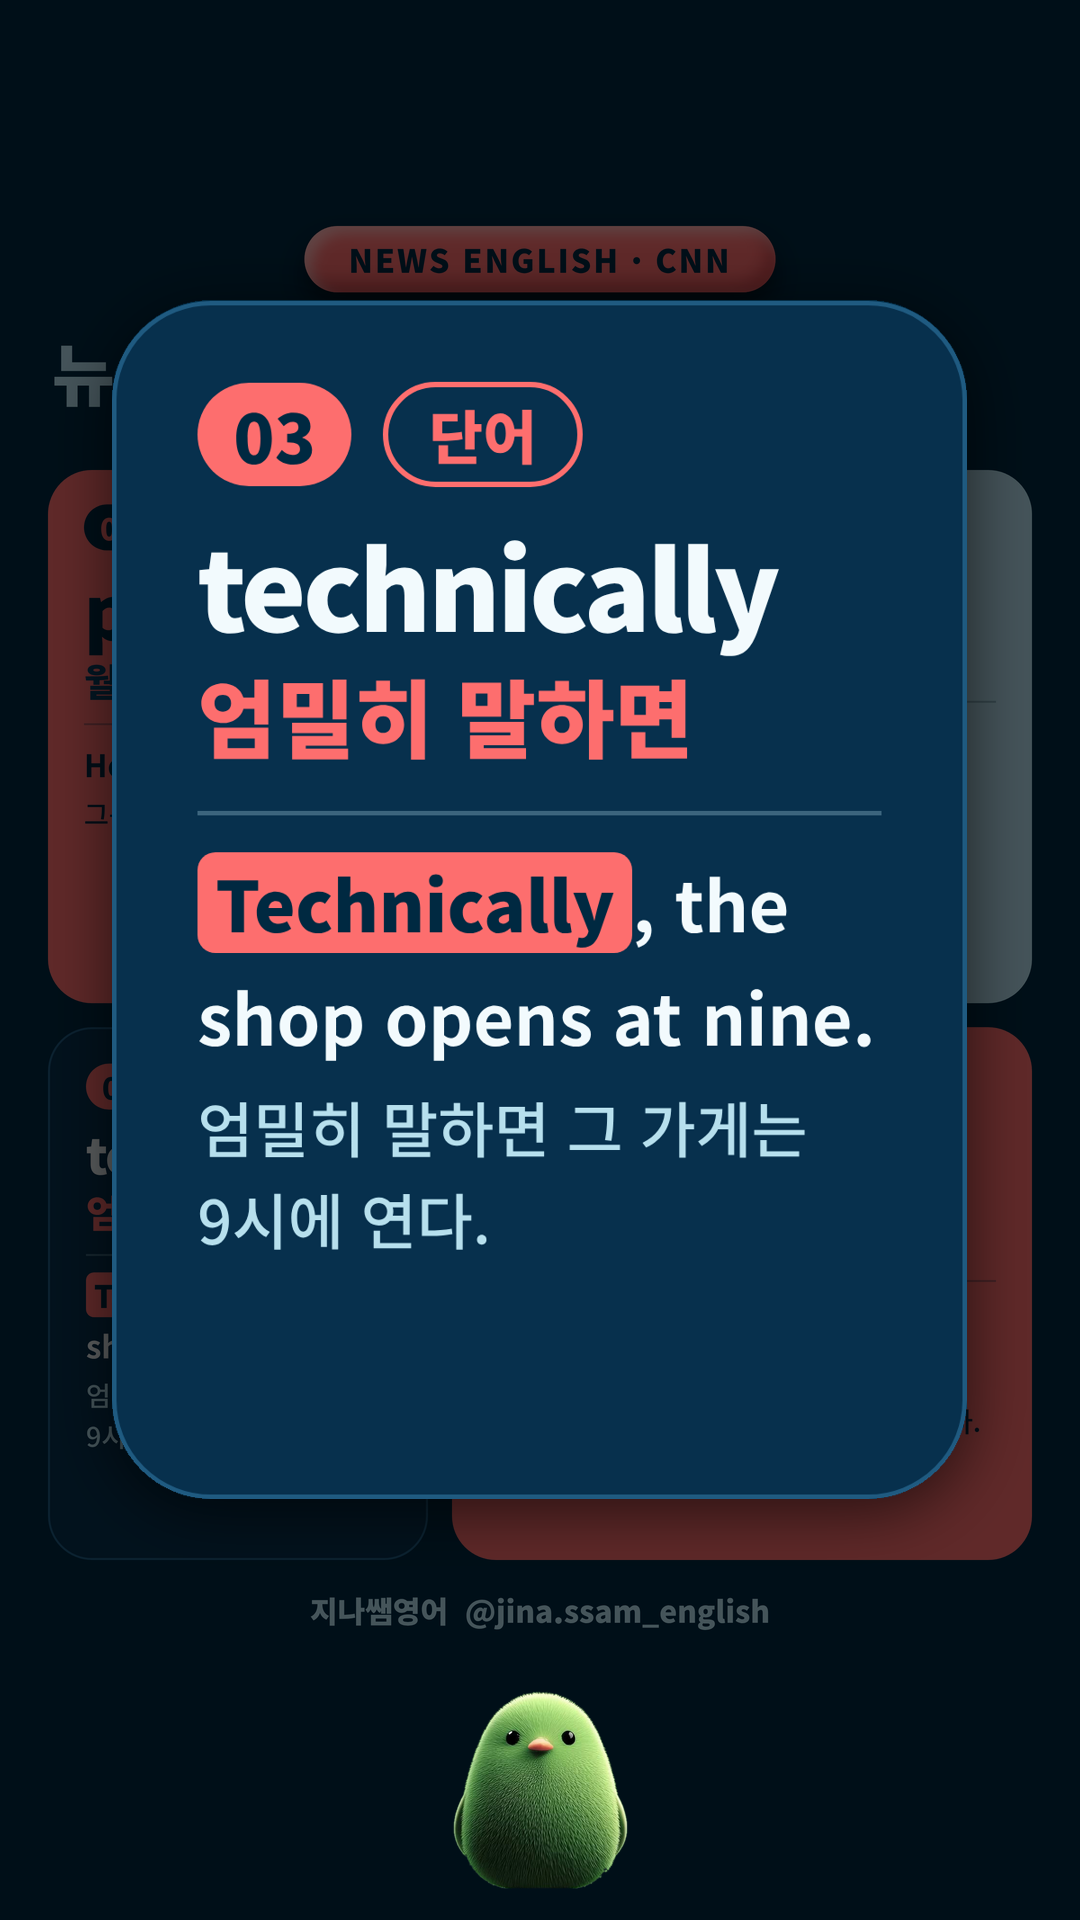 NEWS ENGLISH · CNN
뉴
03 단어
technically
엄밀히 말하면
Technically, the
shop opens at nine.
엄밀히 말하면 그 가게는
9시에 연다.
지나쌤영어 @jina.ssam_english